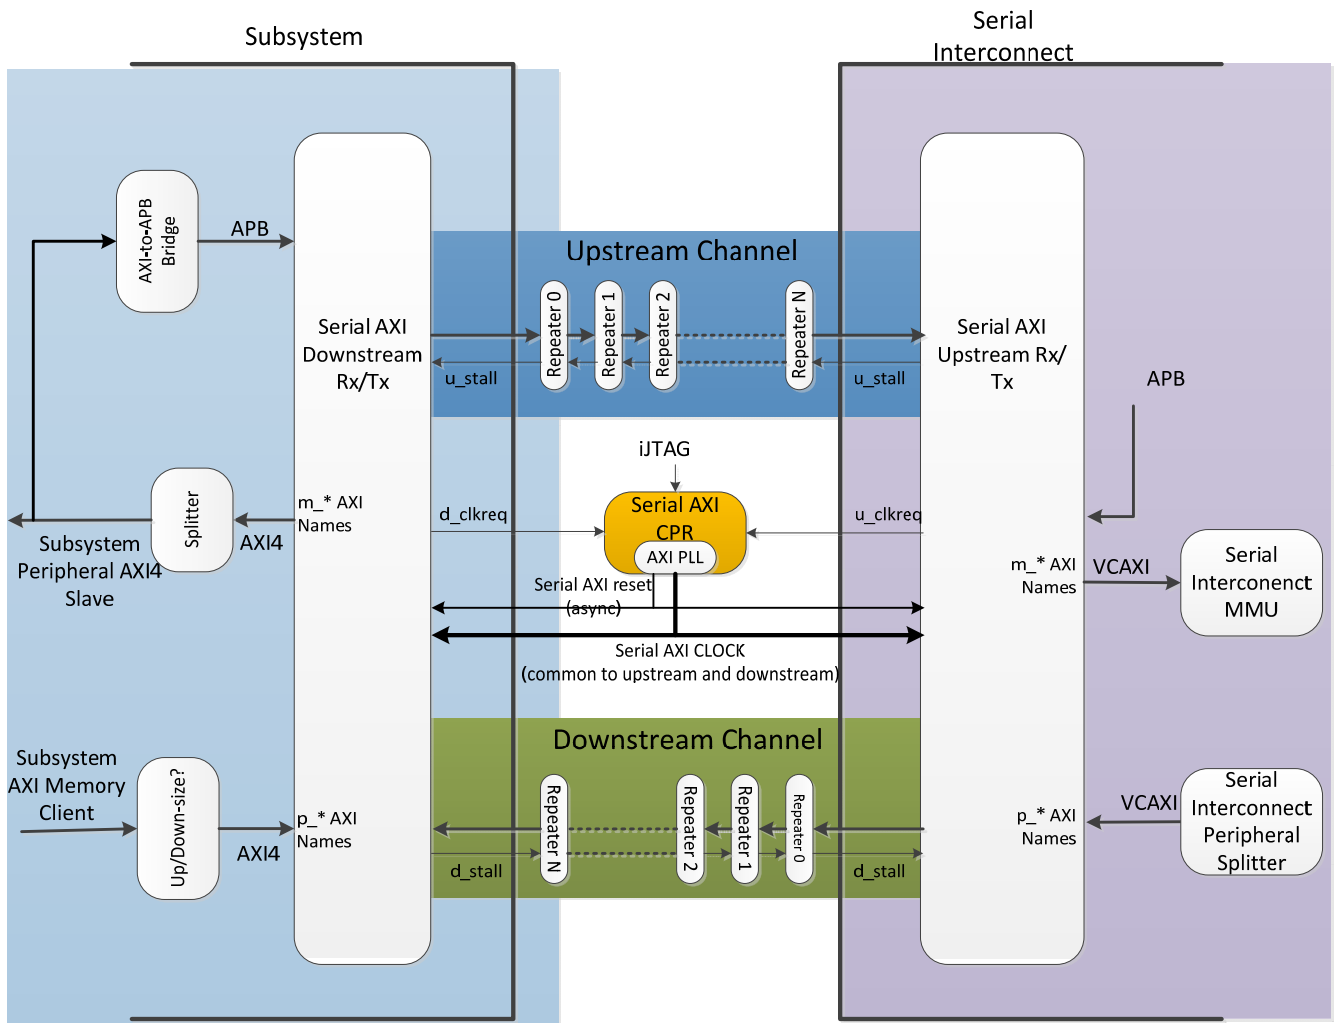 Subsystem
Serial
Interconnect
AXI-to-APB
Bridge
APB
Upstream Channel
Repeater 0
Repeater 1
Repeater 2
Repeater N
Serial AXI
Downstream
Rx/Tx
u_stall
u_stall
Serial AXI
Upstream Rx/
Tx
APB
iJTAG
Serial AXI
CPR
AXI PLL
d_clkreq
u_clkreq
m_* AXI
Names
Splitter
AXI4
Subsystem
Peripheral AXI4
Slave
Serial AXI reset
(async)
Serial AXI CLOCK
(common to upstream and downstream)
m_* AXI
Names
VCAXI
Serial
Interconenct
MMU
Downstream Channel
Subsystem
AXI Memory
Client
Up/Down-size?
AXI4
p_* AXI
Names
Repeater N
Repeater 2
Repeater 1
Repeater 0
d_stall
d_stall
p_* AXI
Names
VCAXI
Serial
Interconnect
Peripheral
Splitter